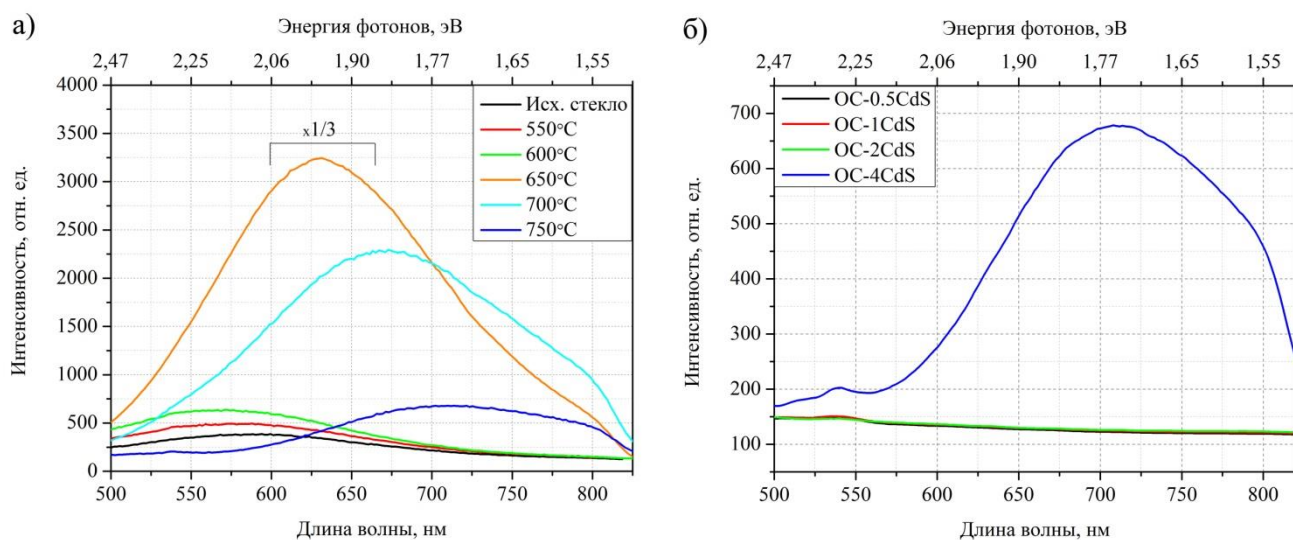 а)
Энергия фотонов, эВ
2,47 2,25 2,06 1,90 1,77 1,65 1,55
4000
3500
3000
2500
2000
1500
1000
500
0
Интенсивность, отн. ед.
x1/3
Исх. стекло
550°C
600°C
650°C
700°C
750°C
500 550 600 650 700 750 800
Длина волны, нм
б)
Энергия фотонов, эВ
2,47 2,25 2,06 1,90 1,77 1,65 1,55
700
600
500
400
300
200
100
Интенсивность, отн. ед.
ОС-0.5CdS
ОС-1CdS
ОС-2CdS
ОС-4CdS
500 550 600 650 700 750 800
Длина волны, нм